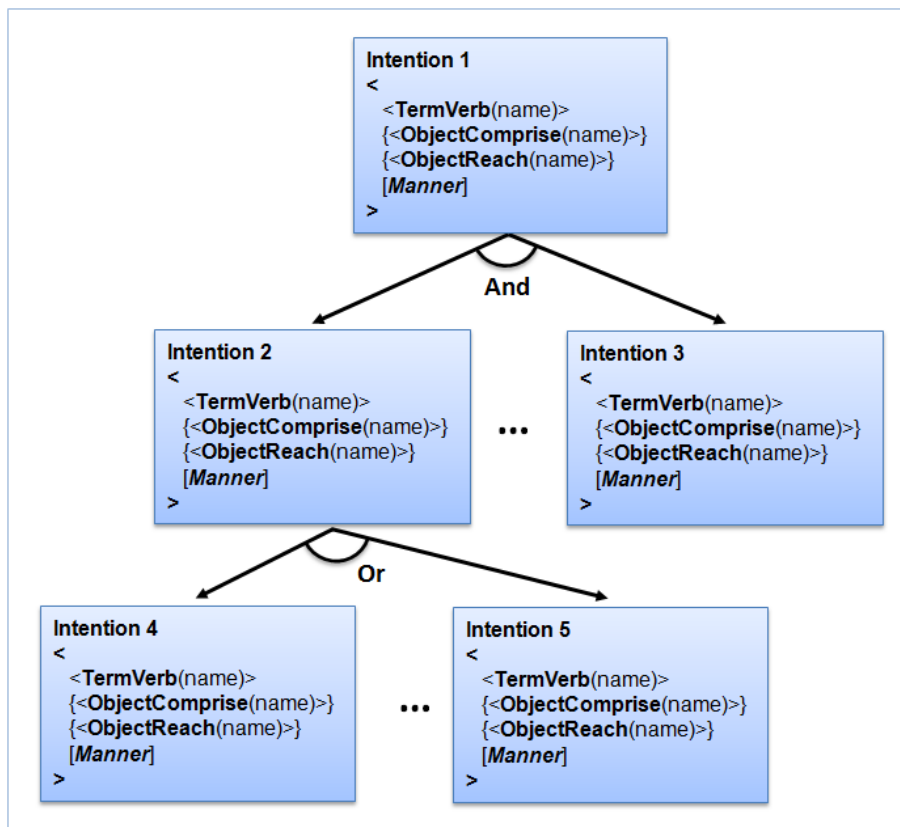 Intention 1
<
<TermVerb(name)>
{<ObjectComprise(name)>}
{<ObjectReach(name)>}
[Manner]
>
And
Intention 2
<
<TermVerb(name)>
{<ObjectComprise(name)>}
{<ObjectReach(name)>}
[Manner]
>
...
Intention 3
<
<TermVerb(name)>
{<ObjectComprise(name)>}
{<ObjectReach(name)>}
[Manner]
>
Or
Intention 4
<
<TermVerb(name)>
{<ObjectComprise(name)>}
{<ObjectReach(name)>}
[Manner]
>
...
Intention 5
<
<TermVerb(name)>
{<ObjectComprise(name)>}
{<ObjectReach(name)>}
[Manner]
>